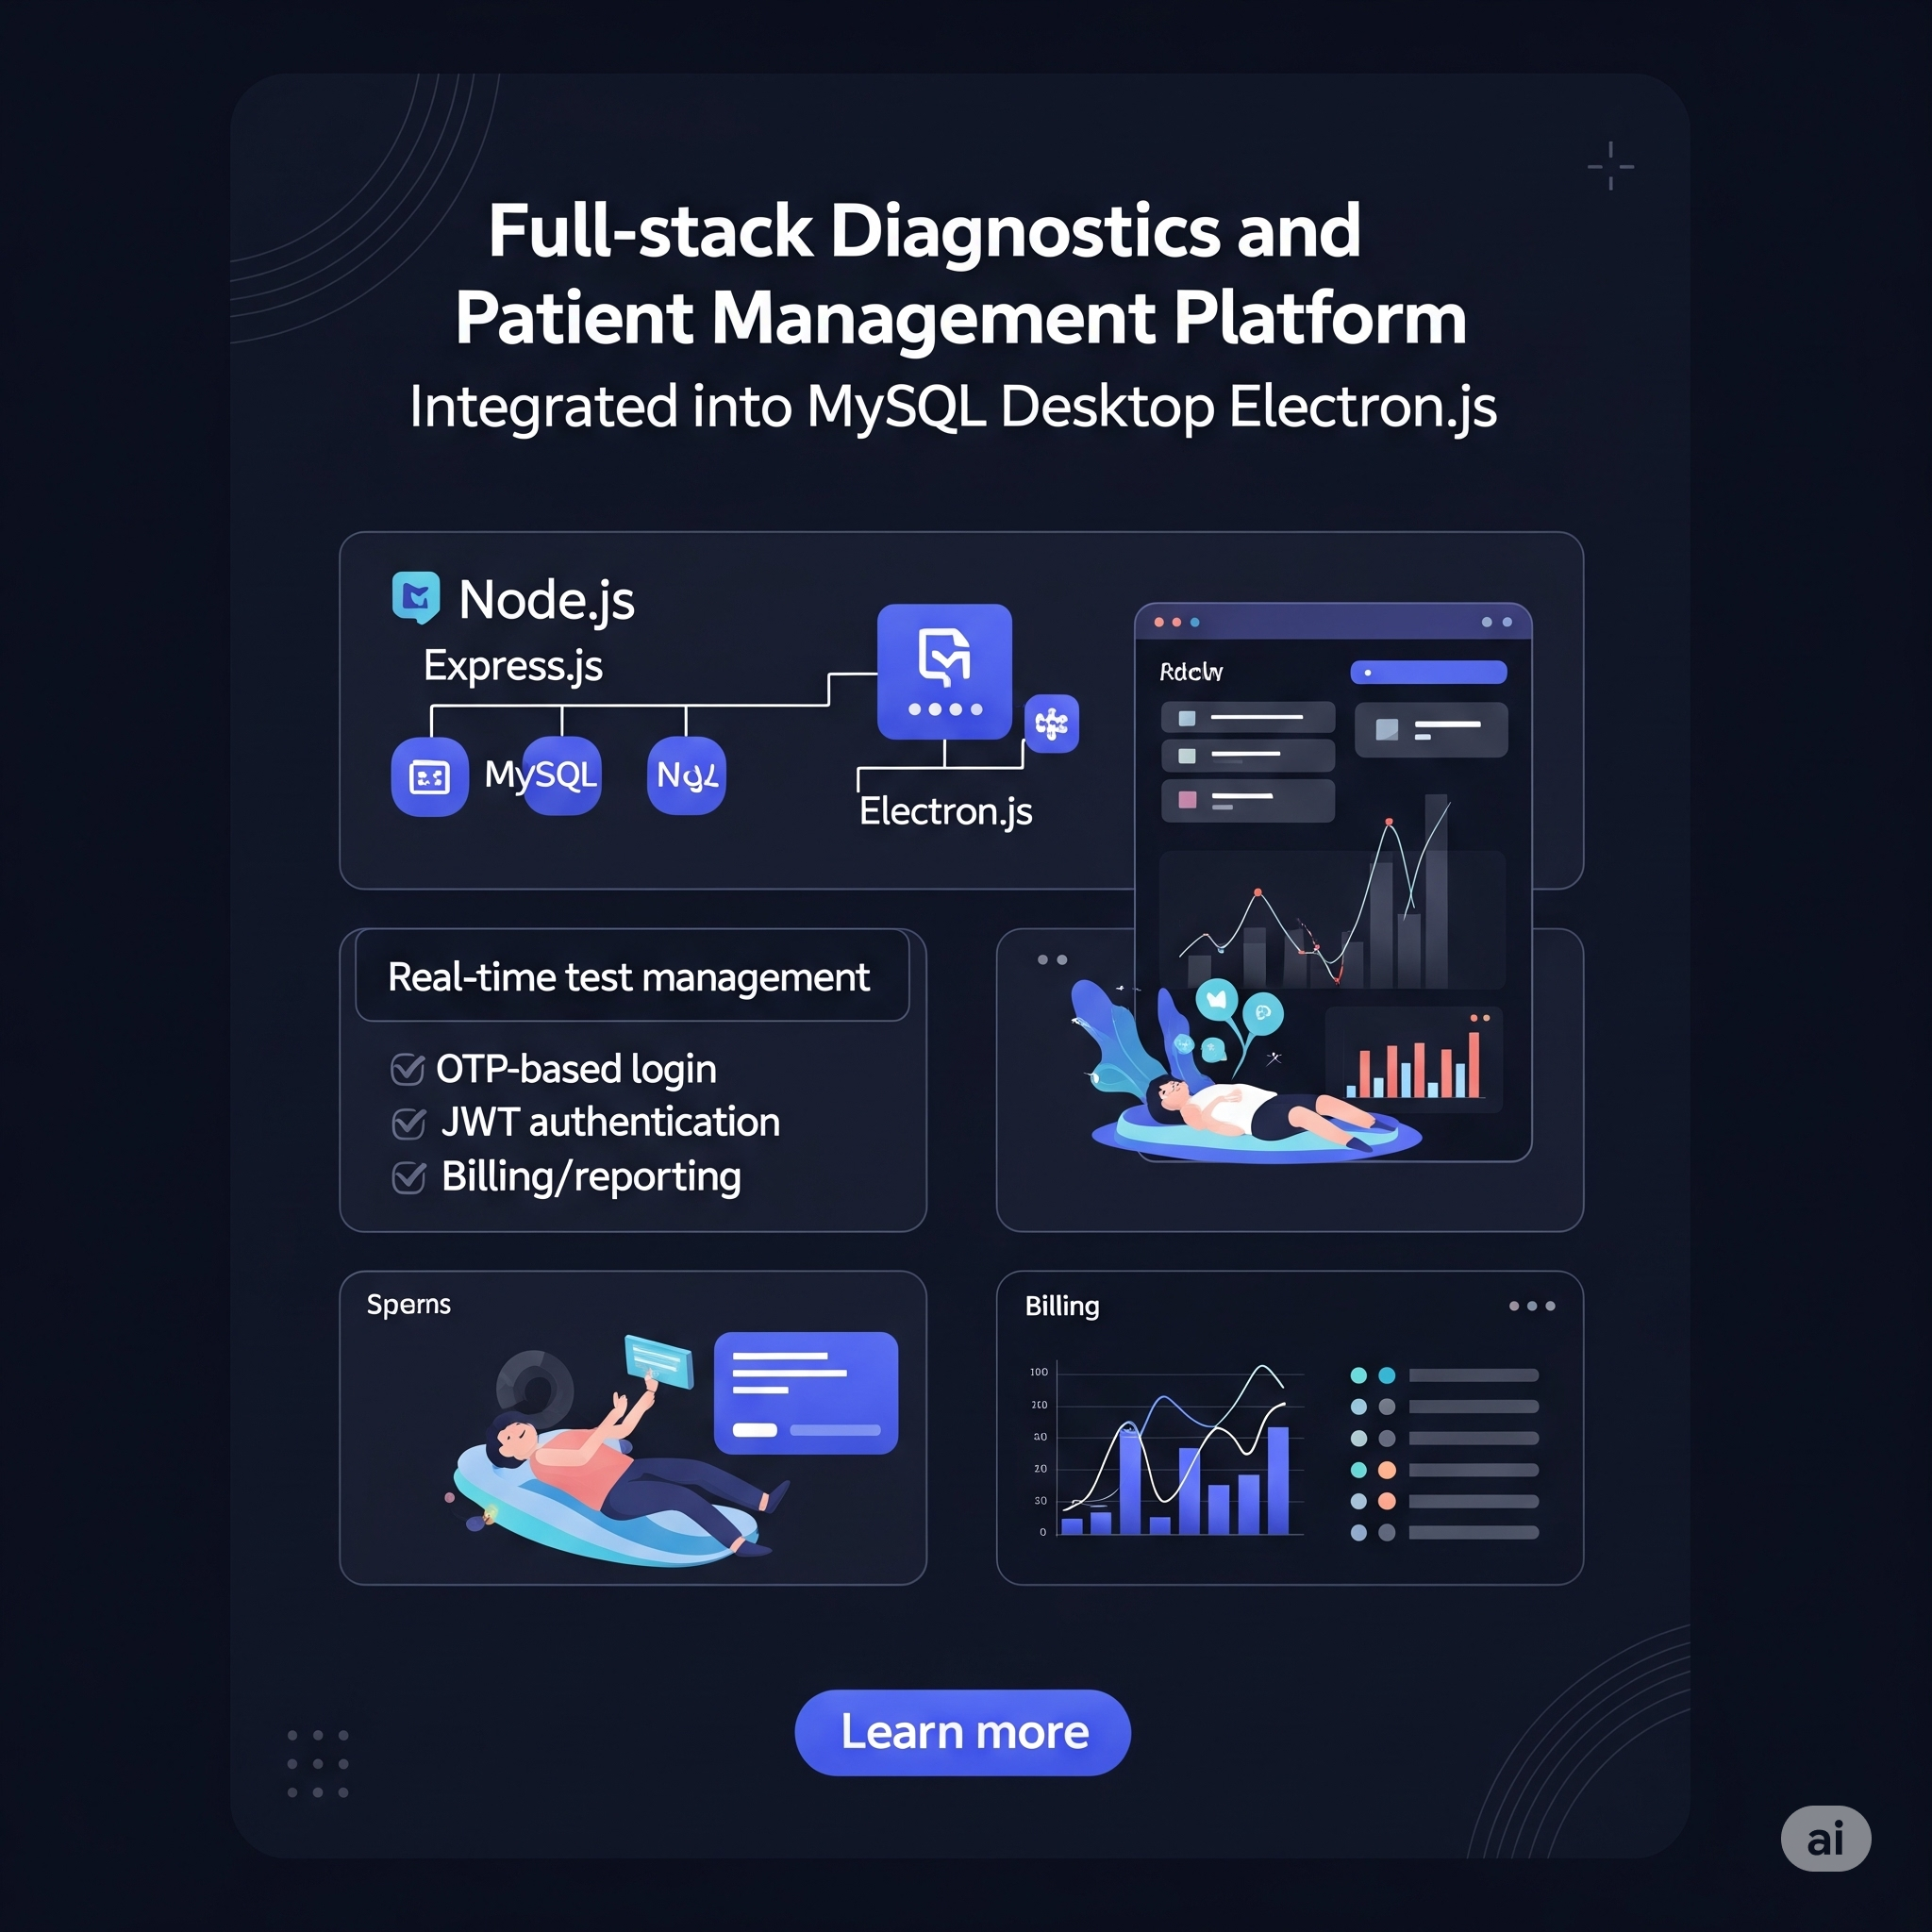 Full-stack Diagnostics and
Patient Management Platform
Integrated into MySQL Desktop Electron.js
Node.js
Express.js
MySQL
Electron.js
Real-time test management
OTP-based login
JWT authentication
Billing/reporting
Sperns
Billing
100
20
30
0
Learn more
ai